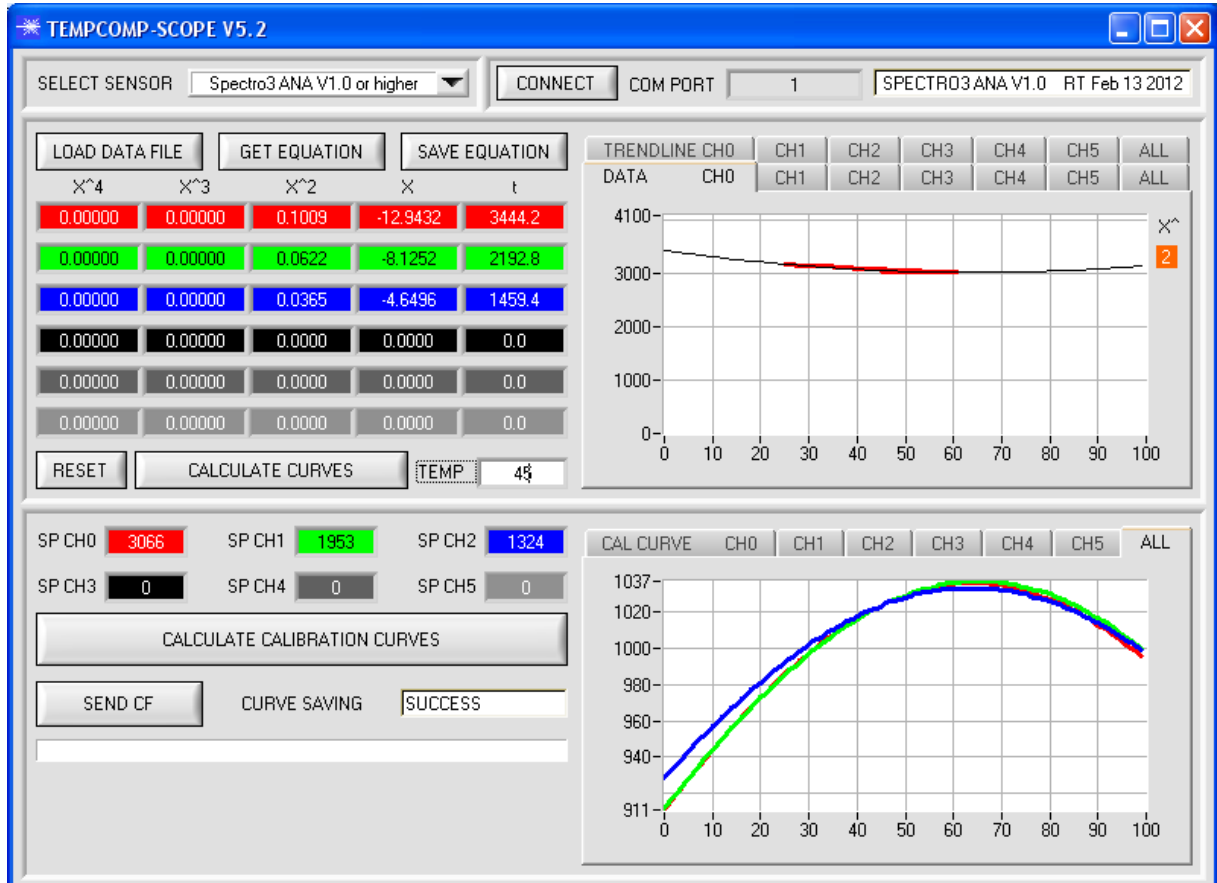 TEMPCOMP-SCOPE V5.2
SELECT SENSOR Spectro3 ANA V1.0 or higher CONNECT COM PORT 1 SPECTRO3 ANA V1.0 RT Feb 13 2012
LOAD DATA FILE GET EQUATION SAVE EQUATION
X^4 X^3 X^2 X t
0.00000 0.00000 0.1009 -12.9432 3444.2
0.00000 0.00000 0.0622 -8.1252 2192.8
0.00000 0.00000 0.0365 -4.6496 1459.4
0.00000 0.00000 0.0000 0.0000 0.0
0.00000 0.00000 0.0000 0.0000 0.0
0.00000 0.00000 0.0000 0.0000 0.0
RESET CALCULATE CURVES TEMP 45
TRENDLINE CH0 CH1 CH2 CH3 CH4 CH5 ALL
DATA CH0 CH1 CH2 CH3 CH4 CH5 ALL
4100
3000
2000
1000
0
0 10 20 30 40 50 60 70 80 90 100
X^
2
SP CH0 3066 SP CH1 1953 SP CH2 1324
SP CH3 0 SP CH4 0 SP CH5 0
CALCULATE CALIBRATION CURVES
SEND CF CURVE SAVING SUCCESS
CAL CURVE CH0 CH1 CH2 CH3 CH4 CH5 ALL
1037
1020
1000
980
960
940
911
0 10 20 30 40 50 60 70 80 90 100